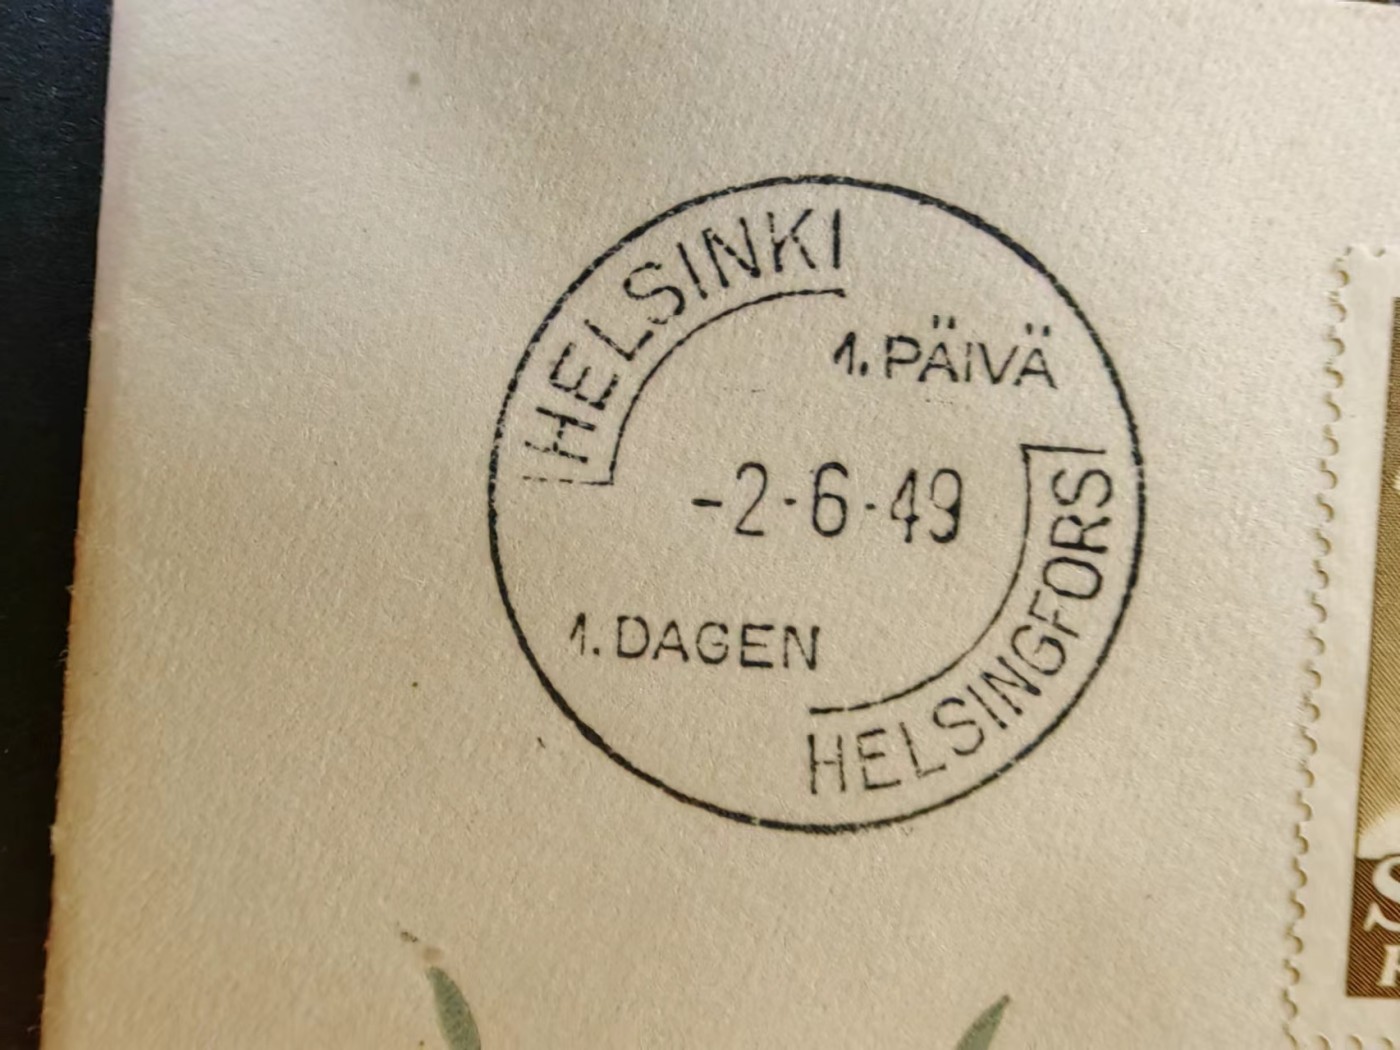 HELSINKI
1. PÄIVÄ
-2·6·49
1. DAGEN
HELSINGFORS